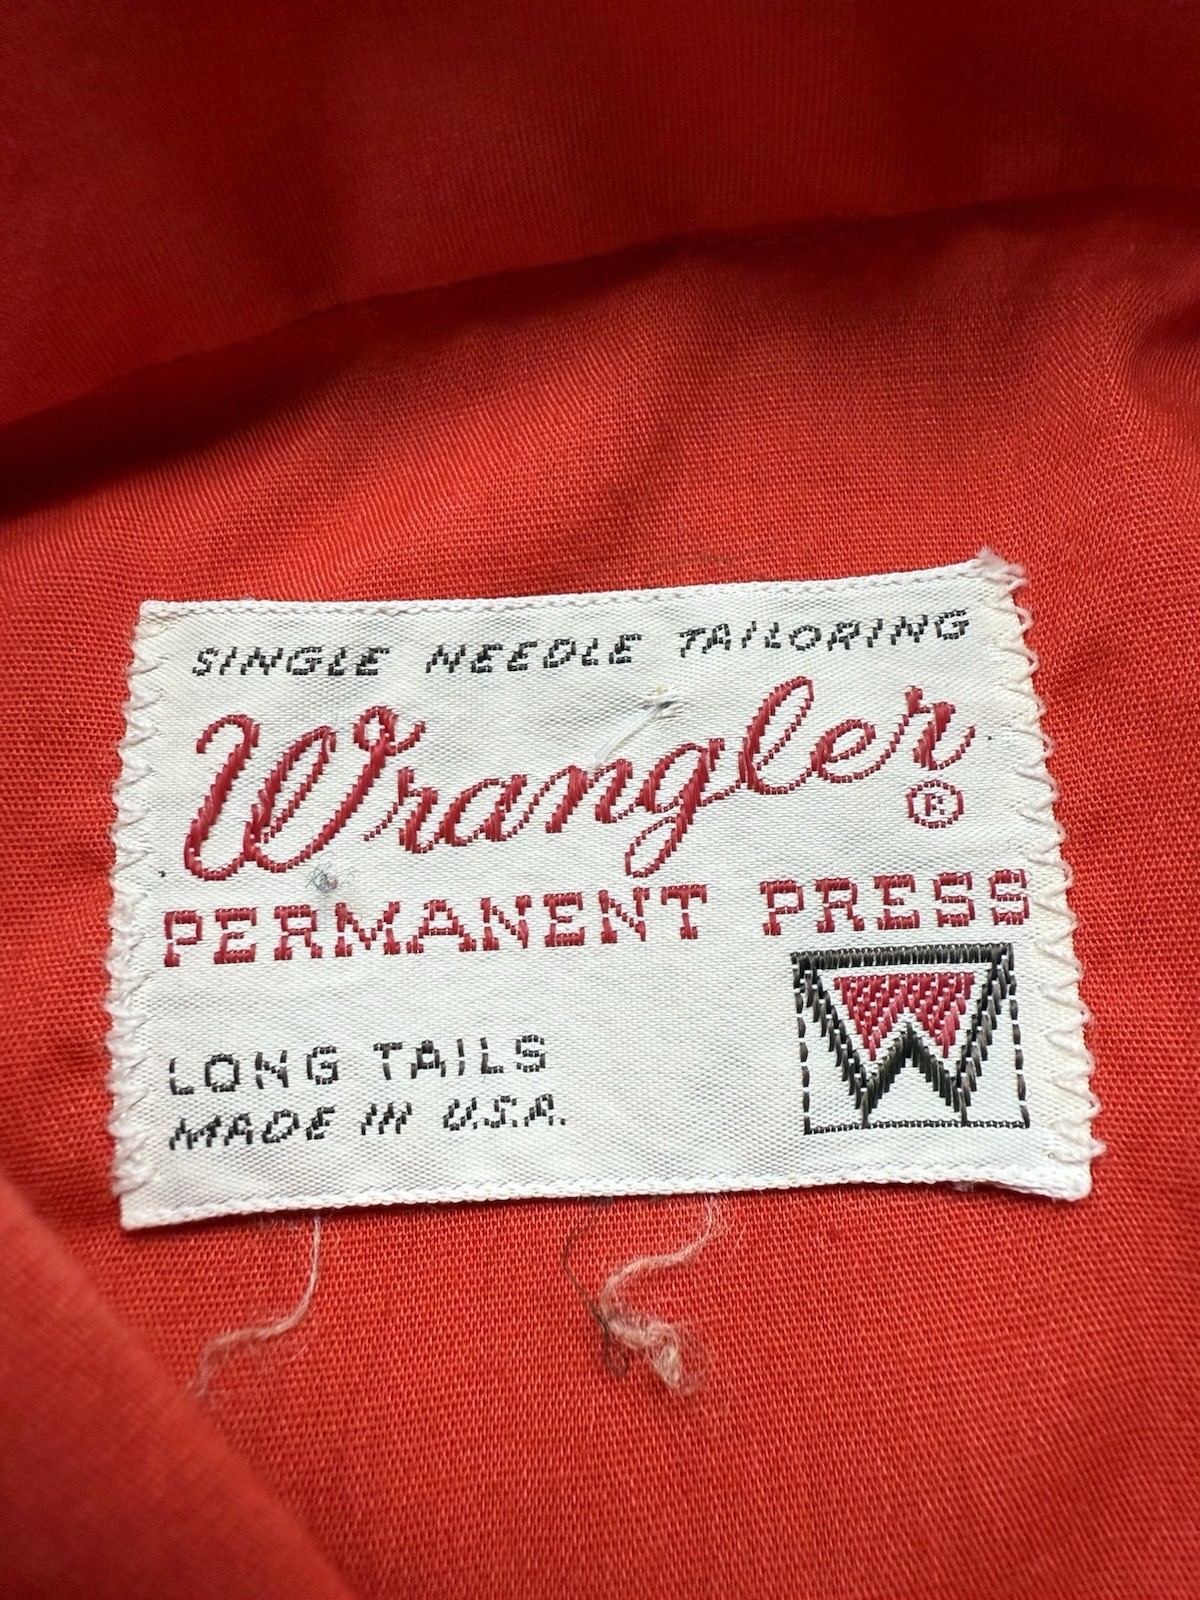 SINGLE NEEDLE TAILORING
Wrangler
®
PERMANENT PRESS
W
LONG TAILS
MADE IN U.S.A.